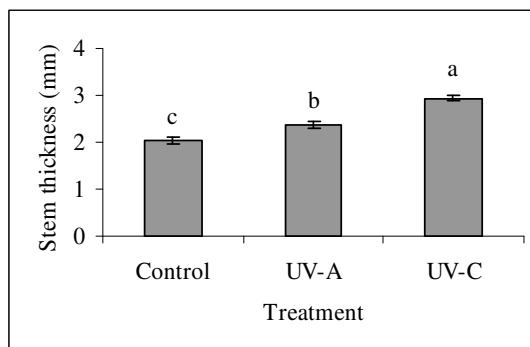 4
3
2
1
0
Stem thickness (mm)
c
b
a
Control UV-A UV-C
Treatment